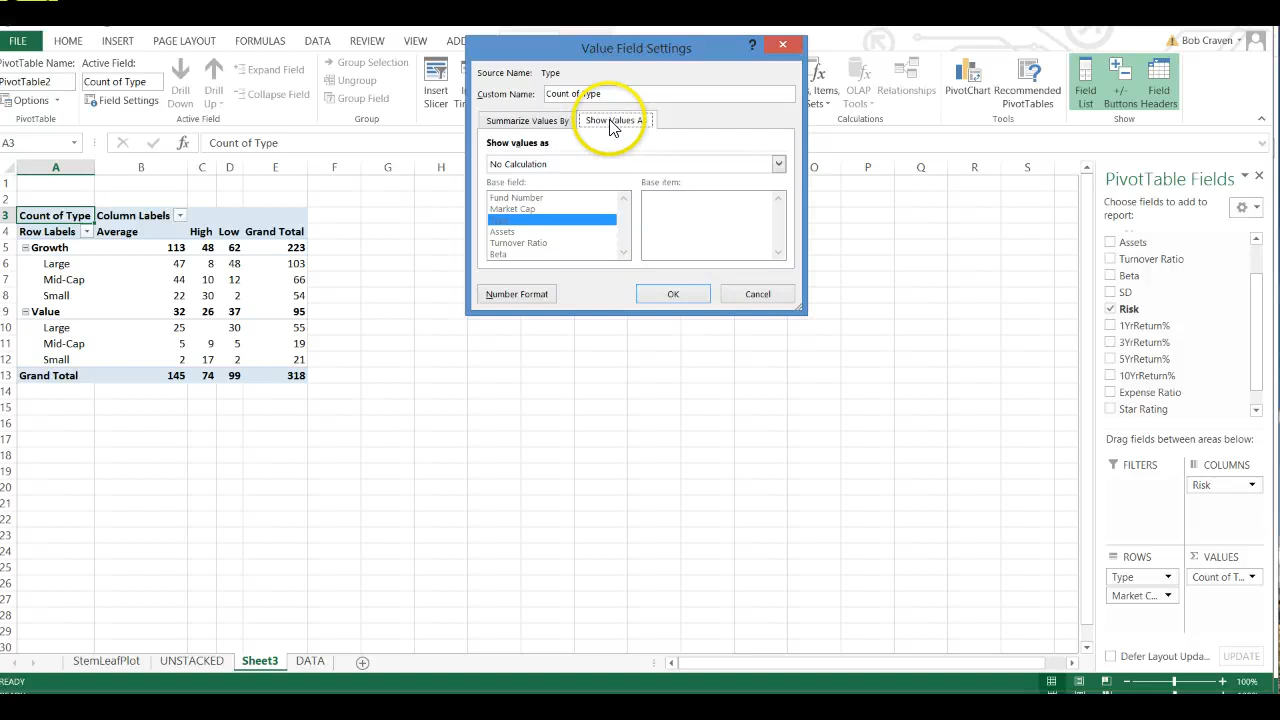 FILE HOME INSERT PAGE LAYOUT FORMULAS DATA REVIEW VIEW Bob Craven
PivotTable Name: Active Field:
PivotTable2 Count of Type
Options Field Settings
Drill Down Drill Up
Expand Field
Collapse Field
Group Selection
Ungroup
Group Field
Insert Slicer
OLAP Tools
PivotChart Recommended PivotTables
Field List +/- Buttons Field Headers
PivotTable Active Field Group Calculations Tools Show
Value Field Settings ?
Source Name: Type
Custom Name: Count of Type
Summarize Values By Show Values As
Show values as
No Calculation
Base field: Base item:
Fund Number
Market Cap
Assets
Turnover Ratio
Beta
Number Format OK Cancel
A3 fx Count of Type
A B C D E F G H O P Q R S
1
2
3 Count of Type Column Labels
4 Row Labels Average High Low Grand Total
5 Growth 113 48 62 223
6 Large 47 8 48 103
7 Mid-Cap 44 10 12 66
8 Small 22 30 2 54
9 Value 32 26 37 95
10 Large 25 30 55
11 Mid-Cap 5 9 5 19
12 Small 2 17 2 21
13 Grand Total 145 74 99 318
14
15
16
17
18
19
20
21
22
23
24
25
26
27
28
29
30
PivotTable Fields
Choose fields to add to
report:
Assets
Turnover Ratio
Beta
SD
Risk
1YrReturn%
3YrReturn%
5YrReturn%
10YrReturn%
Expense Ratio
Star Rating
Drag fields between areas below:
FILTERS COLUMNS
Risk
ROWS Σ VALUES
Type Count of T...
Market C...
Defer Layout Upda... UPDATE
StemLeafPlot UNSTACKED Sheet3 DATA
READY 100%
READY 100%